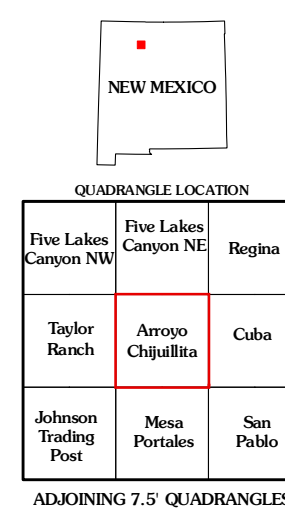 NEW MEXICO
QUADRANGLE LOCATION
Five Lakes
Canyon NW
Five Lakes
Canyon NE
Regina
Taylor
Ranch
Arroyo
Chijuillita
Cuba
Johnson
Trading
Post
Mesa
Portales
San
Pablo
ADJOINING 7.5' QUADRANGLES